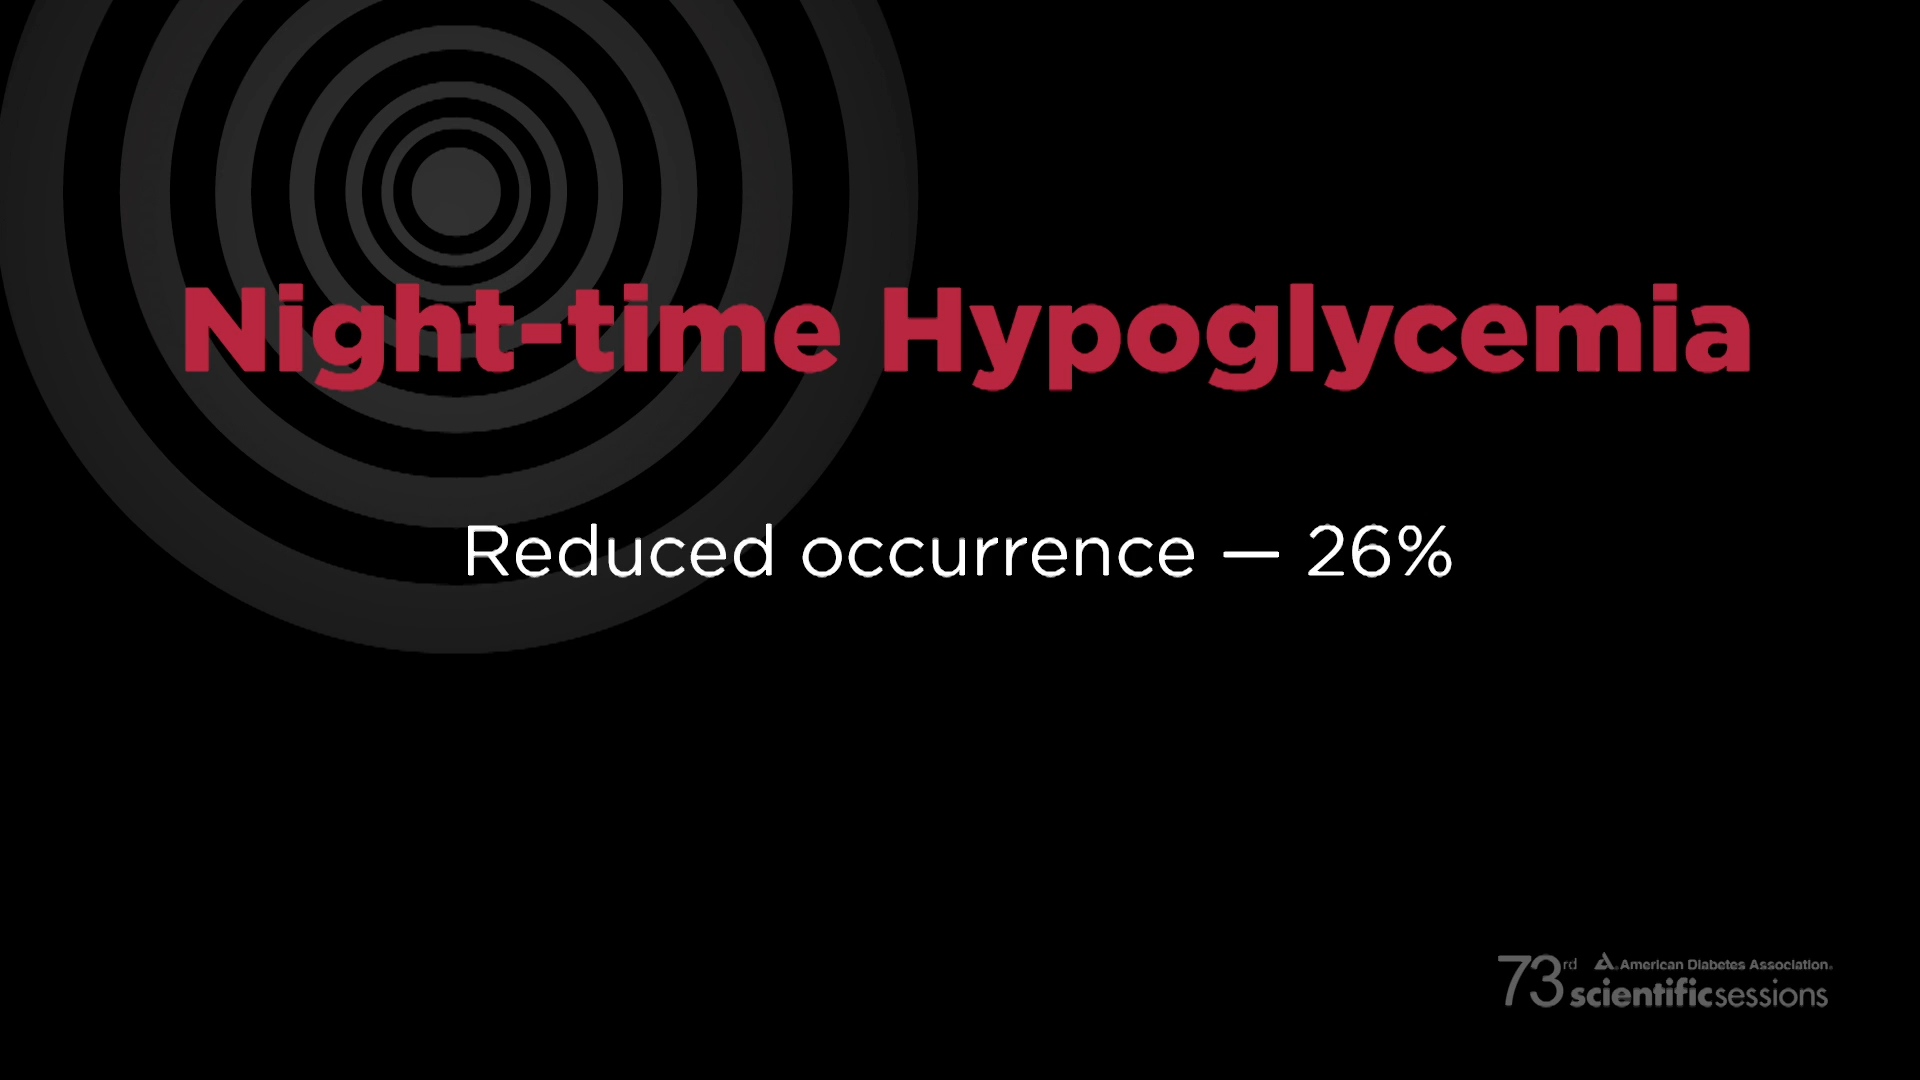 Night-time Hypoglycemia
Reduced occurrence — 26%
73rd American Diabetes Association®
scientificsessions